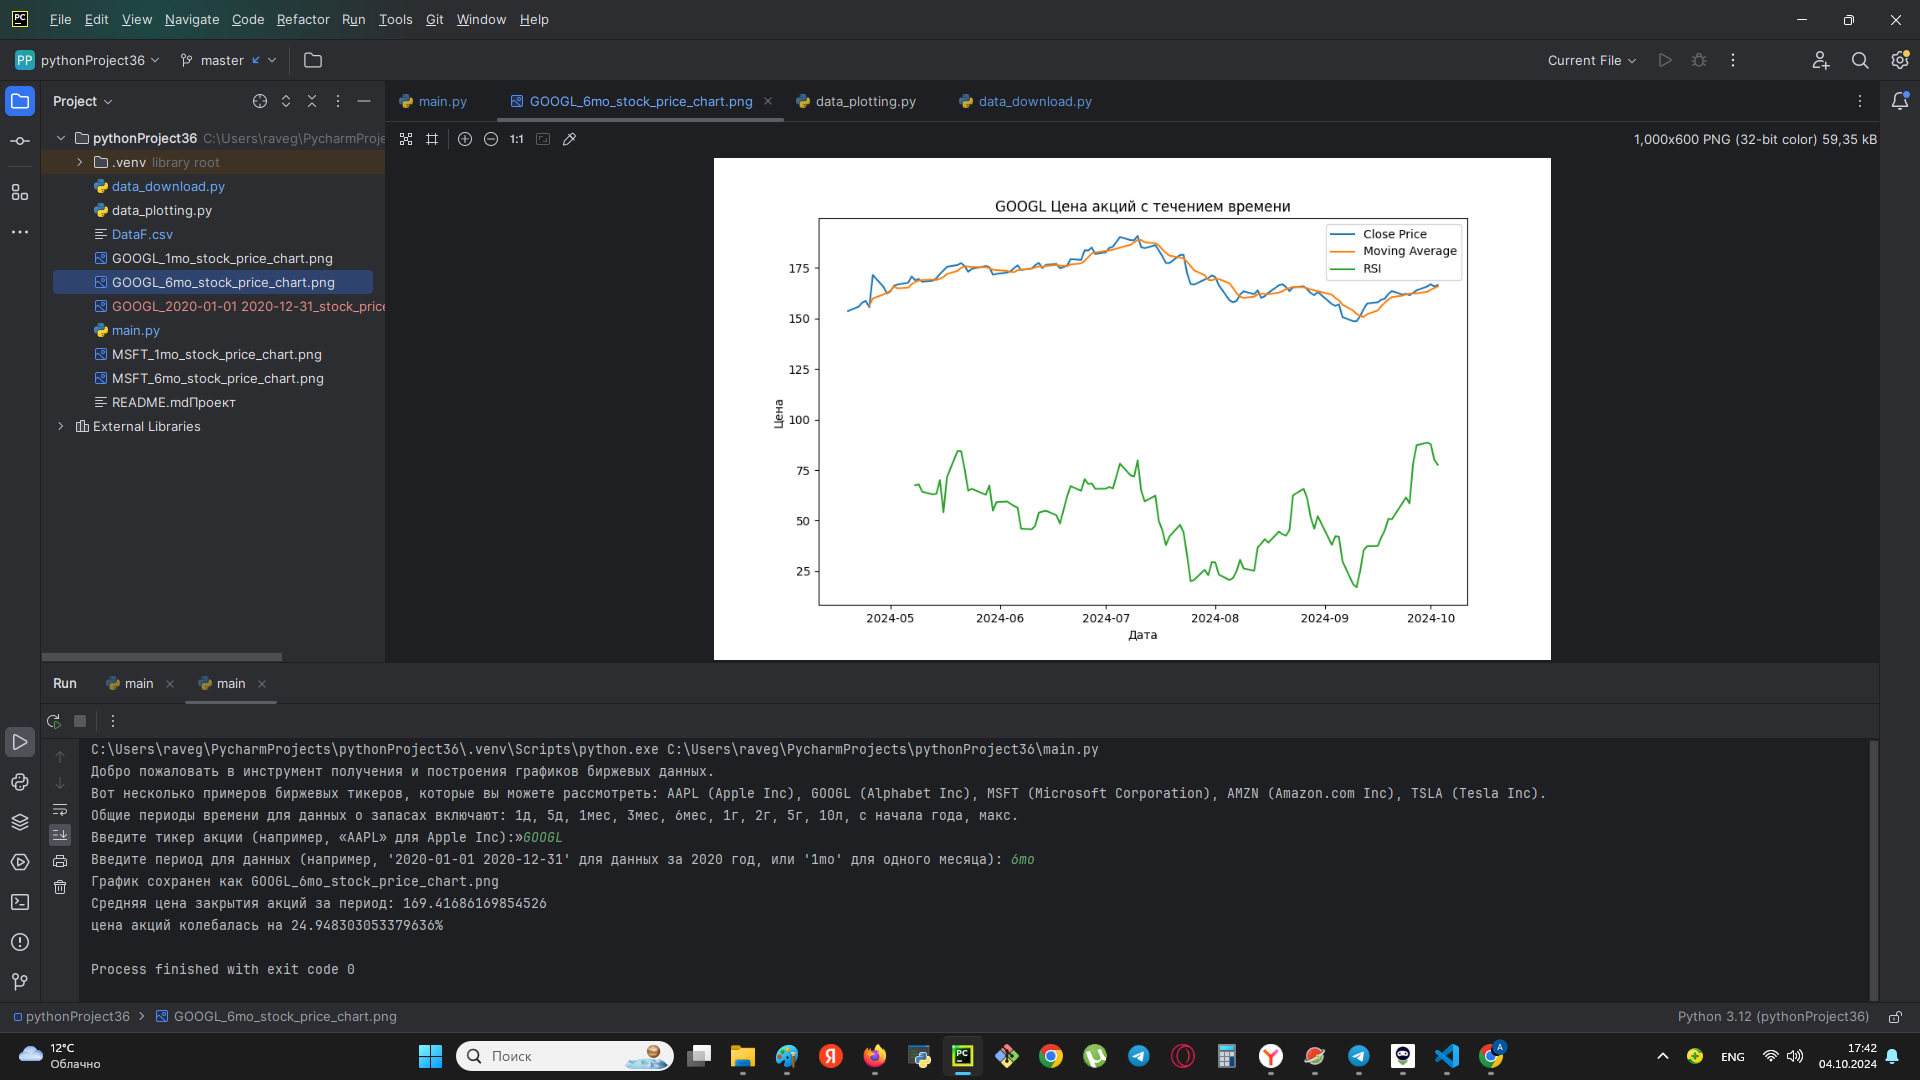 File Edit View Navigate Code Refactor Run Tools Git Window Help
PP pythonProject36 master Current File
Project
main.py GOOGL_6mo_stock_price_chart.png data_plotting.py data_download.py
1:1 1,000x600 PNG (32-bit color) 59,35 kB
pythonProject36 C:\Users\raveg\PycharmProje
.venv library root
data_download.py
data_plotting.py
DataF.csv
GOOGL_1mo_stock_price_chart.png
GOOGL_6mo_stock_price_chart.png
GOOGL_2020-01-01 2020-12-31_stock_price
main.py
MSFT_1mo_stock_price_chart.png
MSFT_6mo_stock_price_chart.png
README.mdПроект
External Libraries
GOOGL Цена акций с течением времени
Close Price
Moving Average
RSI
175
150
125
100
75
50
25
Цена
2024-05 2024-06 2024-07 2024-08 2024-09 2024-10
Дата
Run main main
C:\Users\raveg\PycharmProjects\pythonProject36\.venv\Scripts\python.exe C:\Users\raveg\PycharmProjects\pythonProject36\main.py
Добро пожаловать в инструмент получения и построения графиков биржевых данных.
Вот несколько примеров биржевых тикеров, которые вы можете рассмотреть: AAPL (Apple Inc), GOOGL (Alphabet Inc), MSFT (Microsoft Corporation), AMZN (Amazon.com Inc), TSLA (Tesla Inc).
Общие периоды времени для данных о запасах включают: 1д, 5д, 1мес, 3мес, 6мес, 1г, 2г, 5г, 10л, с начала года, макс.
Введите тикер акции (например, «AAPL» для Apple Inc):»GOOGL
Введите период для данных (например, '2020-01-01 2020-12-31' для данных за 2020 год, или '1mo' для одного месяца): 6mo
График сохранен как GOOGL_6mo_stock_price_chart.png
Средняя цена закрытия акций за период: 169.41686169854526
цена акций колебалась на 24.948303053379636%
Process finished with exit code 0
pythonProject36 GOOGL_6mo_stock_price_chart.png Python 3.12 (pythonProject36)
12°C
Облачно
Поиск
ENG
17:42
04.10.2024